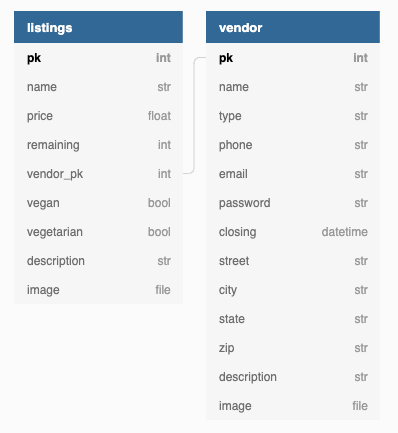 listings
pk int
name str
price float
remaining int
vendor_pk int
vegan bool
vegetarian bool
description str
image file
vendor
pk int
name str
type str
phone str
email str
password str
closing datetime
street str
city str
state str
zip str
description str
image file